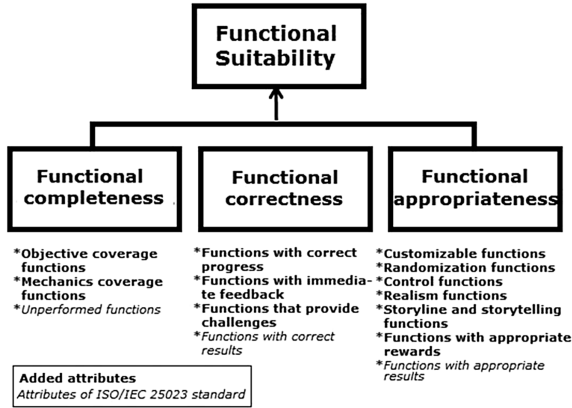 Functional
Suitability
Functional
completeness
Functional
correctness
Functional
appropriateness
*Objective coverage
functions
*Mechanics coverage
functions
*Unperformed functions
*Functions with correct
progress
*Functions with immedia-
te feedback
*Functions that provide
challenges
*Functions with correct
results
*Customizable functions
*Randomization functions
*Control functions
*Realism functions
*Storyline and storytelling
functions
*Functions with appropriate
rewards
*Functions with appropriate
results
Added attributes
Attributes of ISO/IEC 25023 standard